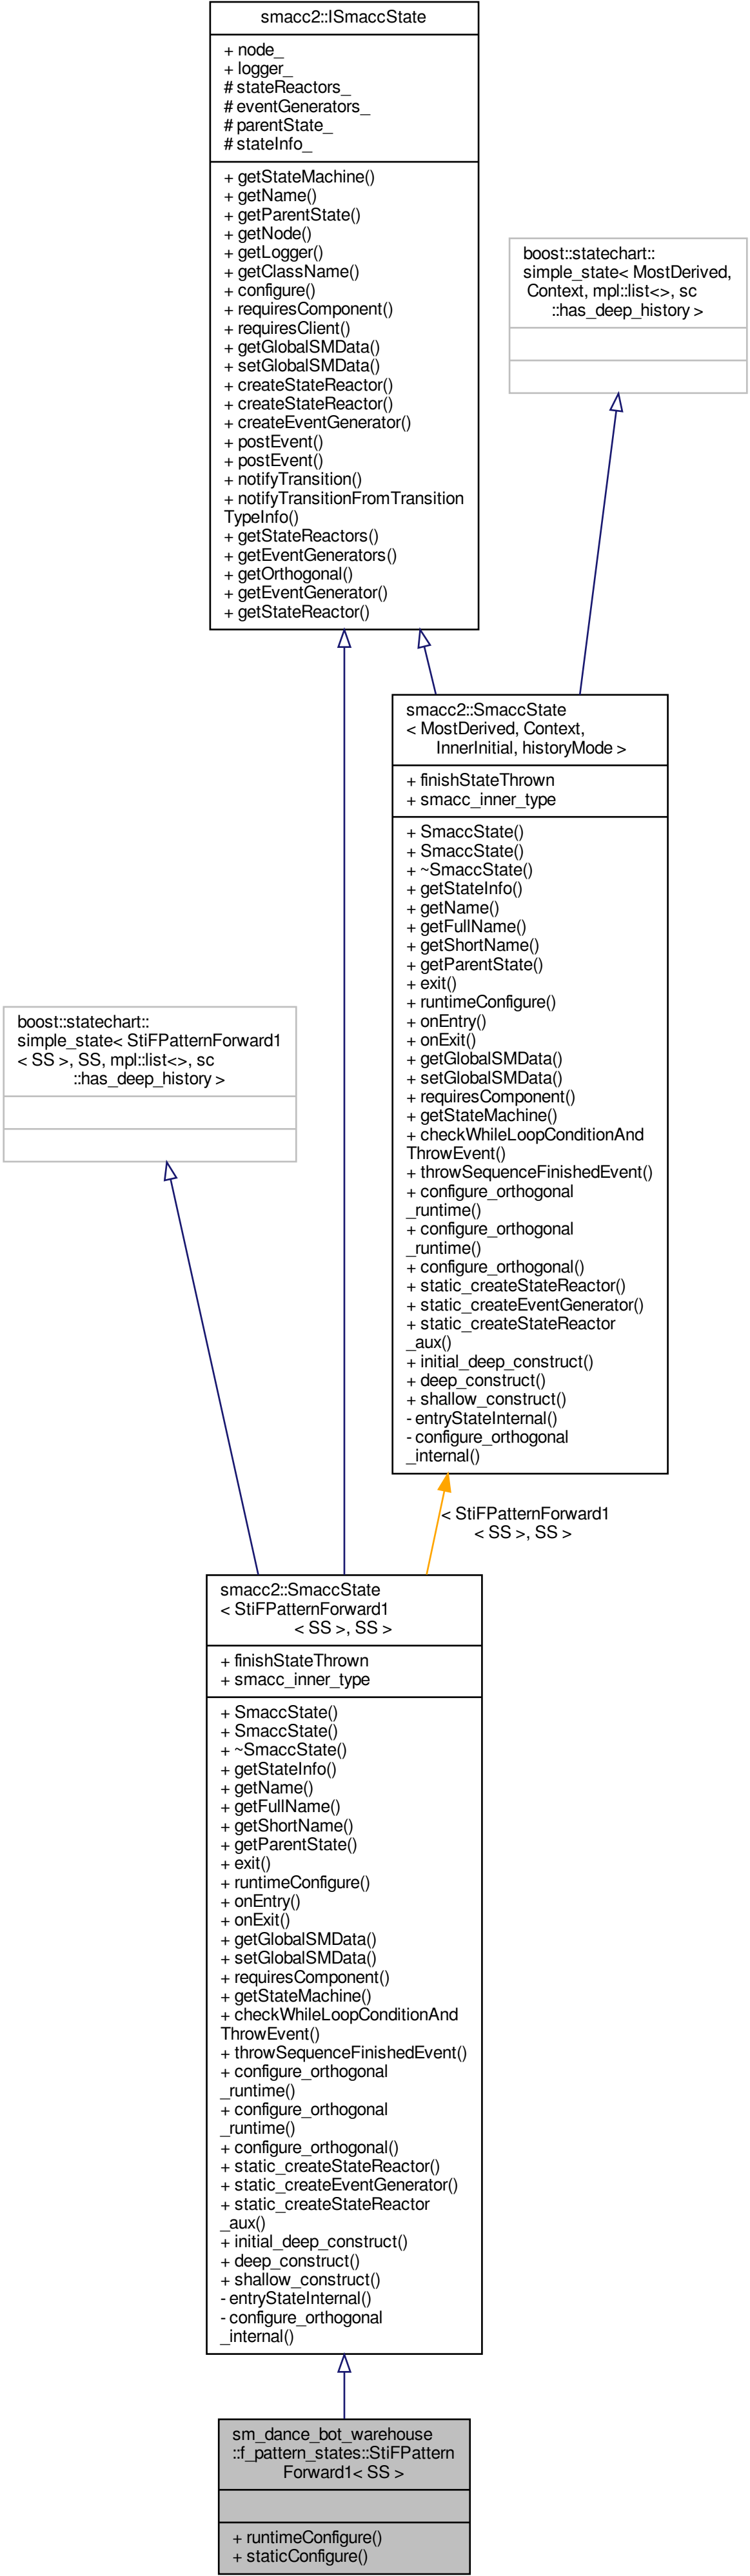 smacc2::ISmaccState
+ node_
+ logger_
# stateReactors_
# eventGenerators_
# parentState_
# stateInfo_
+ getStateMachine()
+ getName()
+ getParentState()
+ getNode()
+ getLogger()
+ getClassName()
+ configure()
+ requiresComponent()
+ requiresClient()
+ getGlobalSMData()
+ setGlobalSMData()
+ createStateReactor()
+ createStateReactor()
+ createEventGenerator()
+ postEvent()
+ postEvent()
+ notifyTransition()
+ notifyTransitionFromTransition
TypeInfo()
+ getStateReactors()
+ getEventGenerators()
+ getOrthogonal()
+ getEventGenerator()
+ getStateReactor()
boost::statechart::
simple_state< MostDerived,
Context, mpl::list<>, sc
::has_deep_history >
smacc2::SmaccState
< MostDerived, Context,
InnerInitial, historyMode >
+ finishStateThrown
+ smacc_inner_type
+ SmaccState()
+ SmaccState()
+ ~SmaccState()
+ getStateInfo()
+ getName()
+ getFullName()
+ getShortName()
+ getParentState()
+ exit()
+ runtimeConfigure()
+ onEntry()
+ onExit()
+ getGlobalSMData()
+ setGlobalSMData()
+ requiresComponent()
+ getStateMachine()
+ checkWhileLoopConditionAnd
ThrowEvent()
+ throwSequenceFinishedEvent()
+ configure_orthogonal
_runtime()
+ configure_orthogonal
_runtime()
+ configure_orthogonal()
+ static_createStateReactor()
+ static_createEventGenerator()
+ static_createStateReactor
_aux()
+ initial_deep_construct()
+ deep_construct()
+ shallow_construct()
- entryStateInternal()
- configure_orthogonal
_internal()
boost::statechart::
simple_state< StiFPatternForward1
< SS >, SS, mpl::list<>, sc
::has_deep_history >
< StiFPatternForward1
< SS >, SS >
smacc2::SmaccState
< StiFPatternForward1
< SS >, SS >
+ finishStateThrown
+ smacc_inner_type
+ SmaccState()
+ SmaccState()
+ ~SmaccState()
+ getStateInfo()
+ getName()
+ getFullName()
+ getShortName()
+ getParentState()
+ exit()
+ runtimeConfigure()
+ onEntry()
+ onExit()
+ getGlobalSMData()
+ setGlobalSMData()
+ requiresComponent()
+ getStateMachine()
+ checkWhileLoopConditionAnd
ThrowEvent()
+ throwSequenceFinishedEvent()
+ configure_orthogonal
_runtime()
+ configure_orthogonal
_runtime()
+ configure_orthogonal()
+ static_createStateReactor()
+ static_createEventGenerator()
+ static_createStateReactor
_aux()
+ initial_deep_construct()
+ deep_construct()
+ shallow_construct()
- entryStateInternal()
- configure_orthogonal
_internal()
sm_dance_bot_warehouse
::f_pattern_states::StiFPattern
Forward1< SS >
+ runtimeConfigure()
+ staticConfigure()